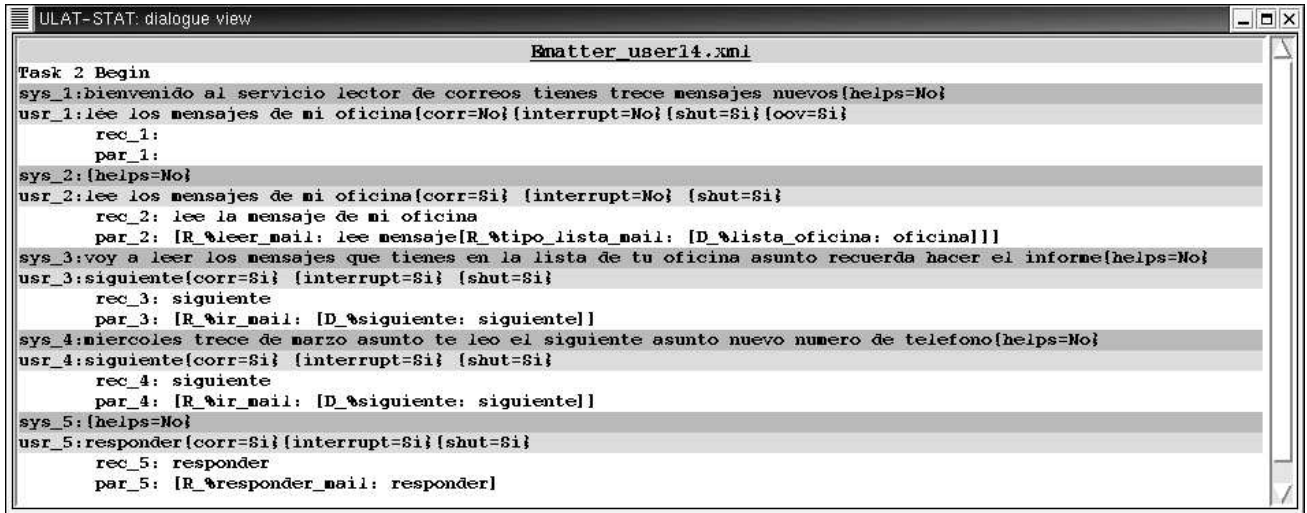 ULAT-STAT: dialogue view
Ematter_user14.xml
Task 2 Begin
sys_1:bienvenido al servicio lector de correos tienes trece mensajes nuevos{helps=No}
usr_1:lee los mensajes de mi oficina{corr=No}{interrupt=No}{shut=Si}{oov=Si}
rec_1:
par_1:
sys_2:{helps=No}
usr_2:lee los mensajes de mi oficina{corr=Si} {interrupt=No} {shut=Si}
rec_2: lee la mensaje de mi oficina
par_2: [R_%leer_mail: lee mensaje[R_%tipo_lista_mail: [D_%lista_oficina: oficina]]]
sys_3:voy a leer los mensajes que tienes en la lista de tu oficina asunto recuerda hacer el informe{helps=No}
usr_3:siguiente{corr=Si} {interrupt=Si} {shut=Si}
rec_3: siguiente
par_3: [R_%ir_mail: [D_%siguiente: siguiente]]
sys_4:miercoles trece de marzo asunto te leo el siguiente asunto nuevo numero de telefono{helps=No}
usr_4:siguiente{corr=Si} {interrupt=Si} {shut=Si}
rec_4: siguiente
par_4: [R_%ir_mail: [D_%siguiente: siguiente]]
sys_5:{helps=No}
usr_5:responder{corr=Si}{interrupt=Si}{shut=Si}
rec_5: responder
par_5: [R_%responder_mail: responder]